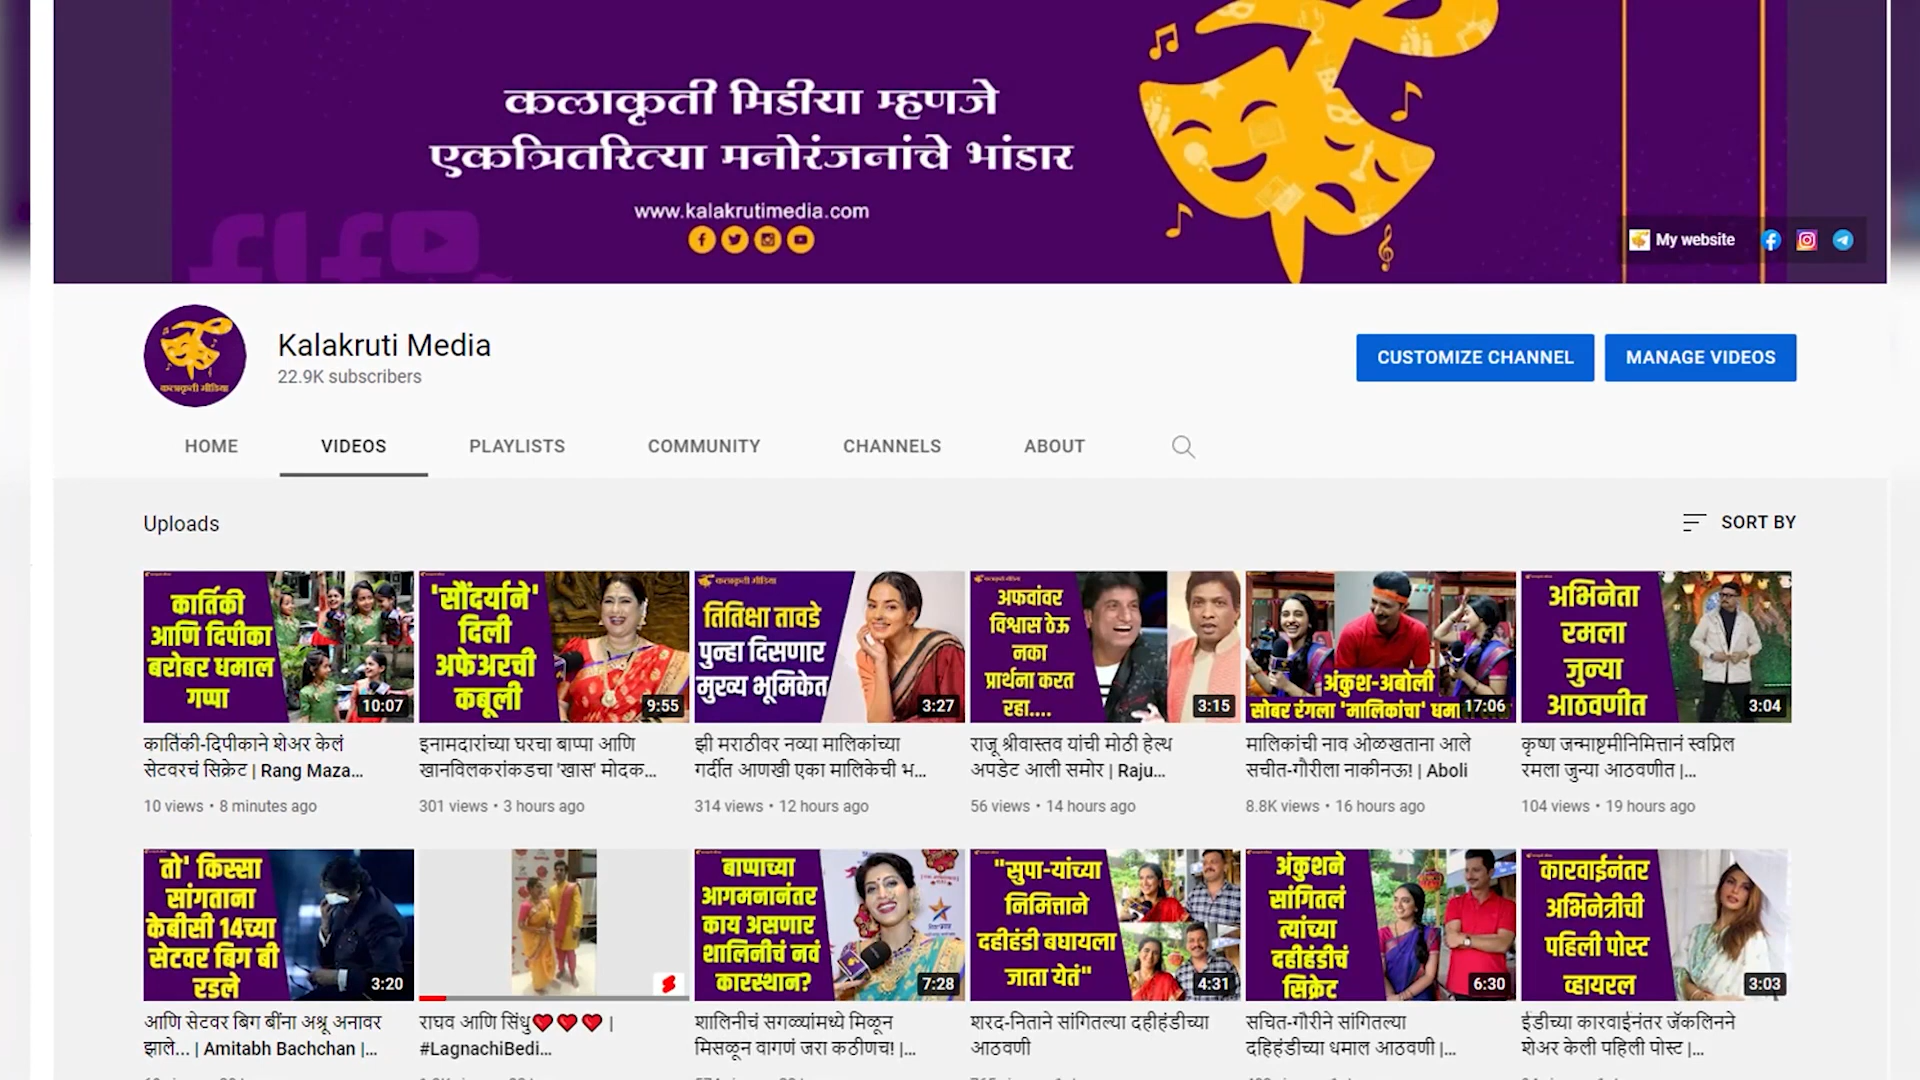 कलाकृती मिडीया म्हणजे
एकत्रितरित्या मनोरंजनांचे भांडार
www.kalakrutimedia.com
My website
कलाकृती मीडिया
Kalakruti Media
22.9K subscribers
CUSTOMIZE CHANNEL
MANAGE VIDEOS
HOME
VIDEOS
PLAYLISTS
COMMUNITY
CHANNELS
ABOUT
Uploads
SORT BY
कार्तिकी
आणि दिपीका
बरोबर धमाल
गप्पा
10:07
कार्तिकी-दिपीकाने शेअर केलं
सेटवरचं सिक्रेट | Rang Maza...
10 views • 8 minutes ago
'सौंदर्याने'
दिली
अफेअरची
कबूली
9:55
इनामदारांच्या घरचा बाप्पा आणि
खानविलकरांकडचा 'खास' मोदक...
301 views • 3 hours ago
कलाकृती मीडिया
तितिक्षा तावडे
पुन्हा दिसणार
मुख्य भूमिकेत
3:27
झी मराठीवर नव्या मालिकांच्या
गर्दीत आणखी एका मालिकेची भ...
314 views • 12 hours ago
अफवांवर
विश्वास ठेऊ
नका
प्रार्थना करत
रहा....
3:15
राजू श्रीवास्तव यांची मोठी हेल्थ
अपडेट आली समोर | Raju...
56 views • 14 hours ago
अंकुश-अबोली
सोबर रंगला 'मालिकांचा' धमा
17:06
मालिकांची नाव ओळखताना आले
सचीत-गौरीला नाकीनऊ! | Aboli
8.8K views • 16 hours ago
अभिनेता
रमला
जुन्या
आठवणीत
3:04
कृष्ण जन्माष्टमीनिमित्तानं स्वप्निल
रमला जुन्या आठवणीत |...
104 views • 19 hours ago
तो' किस्सा
सांगताना
केबीसी 14च्या
सेटवर बिग बी
रडले
3:20
आणि सेटवर बिग बींना अश्रू अनावर
झाले... | Amitabh Bachchan |...
राघव आणि सिंधु❤❤❤ |
#LagnachiBedi...
बाप्पाच्या
आगमनानंतर
काय असणार
शालिनीचं नवं
कारस्थान?
7:28
शालिनीचं सगळ्यांमध्ये मिळून
मिसळून वागणं जरा कठीणच! |...
"सुपा-यांच्या
निमित्ताने
दहीहंडी बघायला
जाता येतं"
4:31
शरद-निताने सांगितल्या दहीहंडीच्या
आठवणी
अंकुशने
सांगितलं
त्यांच्या
दहीहंडीचं
सिक्रेट
6:30
सचित-गौरीने सांगितल्या
दहिहंडीच्या धमाल आठवणी |...
कारवाईनंतर
अभिनेत्रीची
पहिली पोस्ट
व्हायरल
3:03
ईडीच्या कारवाईनंतर जॅकलिनने
शेअर केली पहिली पोस्ट |...